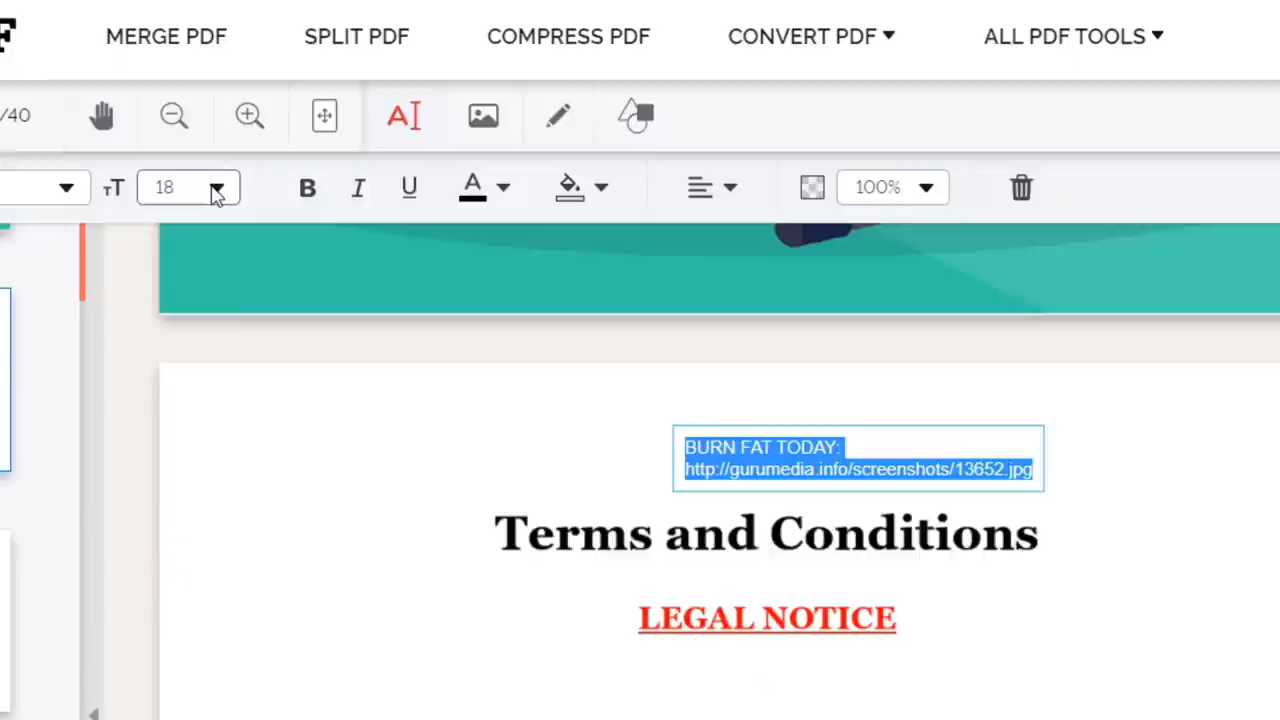 F MERGE PDF SPLIT PDF COMPRESS PDF CONVERT PDF ALL PDF TOOLS
/40 A
TT 18 B I U A 100%
BURN FAT TODAY:
http://gurumedia.info/screenshots/13652.jpg
Terms and Conditions
LEGAL NOTICE